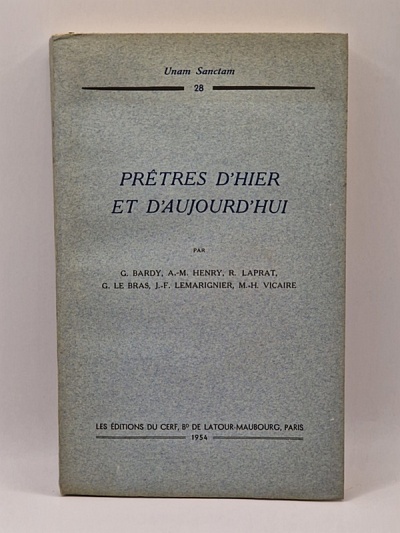 Unam Sanctam
28
PRÊTRES D'HIER
ET D'AUJOURD'HUI
PAR
G. BARDY, A.-M. HENRY, R. LAPRAT,
G. LE BRAS, J.-F. LEMARIGNIER, M.-H. VICAIRE
LES ÉDITIONS DU CERF, Bᴰ DE LATOUR-MAUBOURG, PARIS
1954